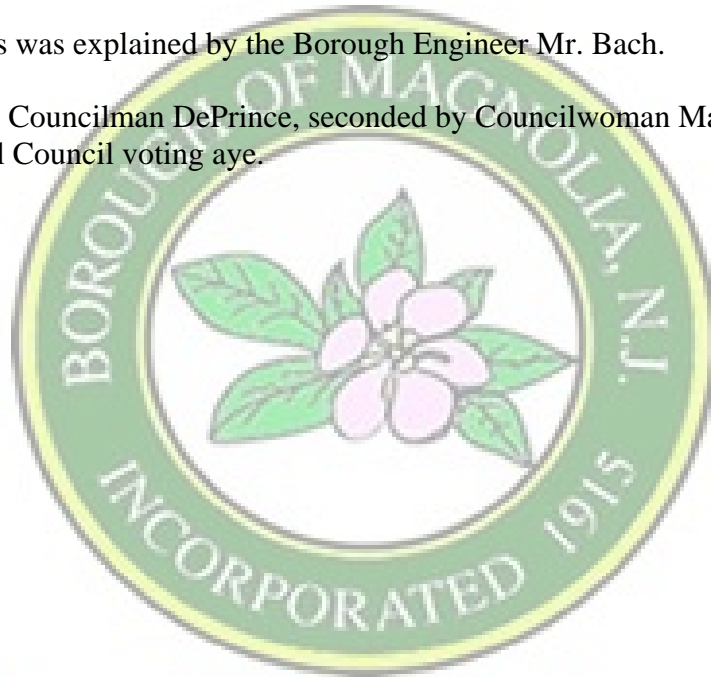 s was explained by the Borough Engineer Mr. Bach.
Councilman DePrince, seconded by Councilwoman Ma
l Council voting aye.
BOROUGH OF MAGNOLIA, N.J.
INCORPORATED 1915